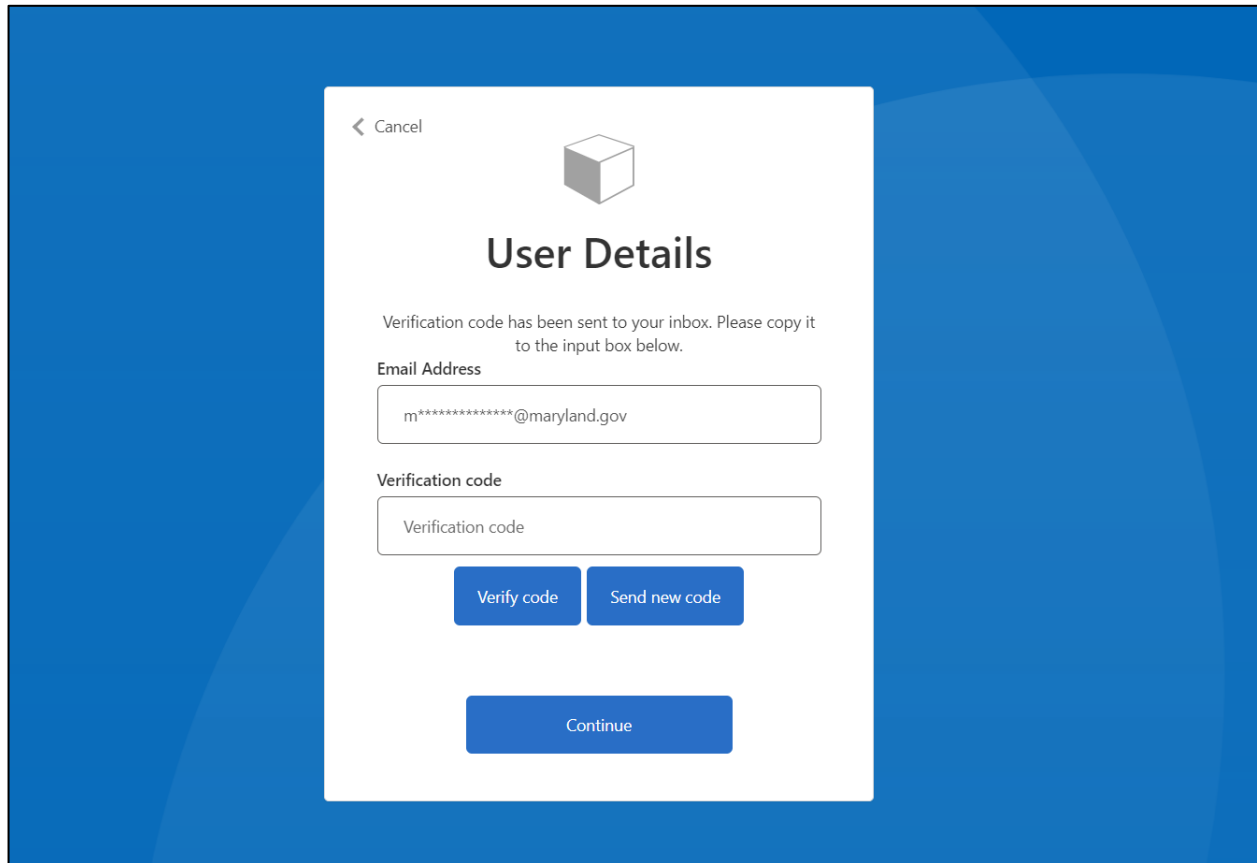 Cancel
User Details
Verification code has been sent to your inbox. Please copy it
to the input box below.
Email Address
m**************@maryland.gov
Verification code
Verification code
Verify code
Send new code
Continue